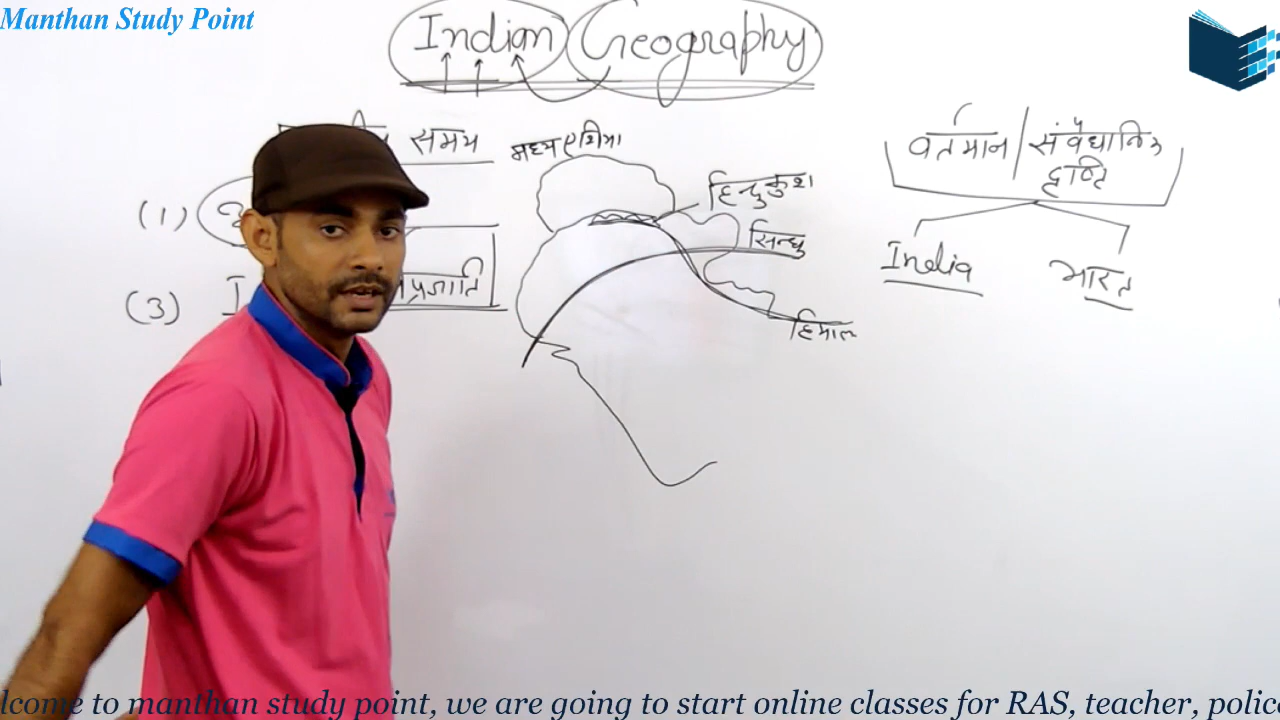 Manthan Study Point
Indian Geography
समय
मध्य एशिया
हिन्दुकुश
सिन्धु
हिमाल
वर्तमान / संवैधानिक
दृष्टि
India
भारत
(1)
(3) I प्रजाति
lcome to manthan study point, we are going to start online classes for RAS, teacher, police